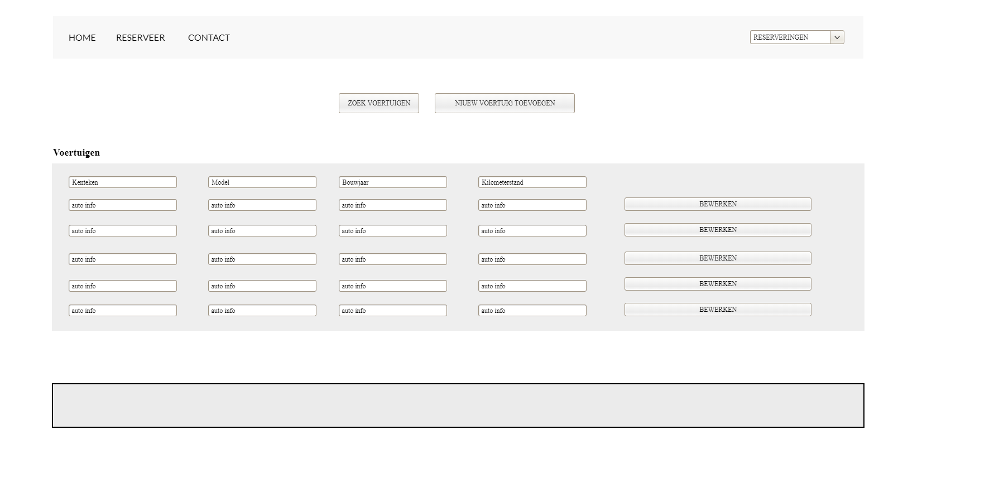 HOME RESERVEER CONTACT RESERVERINGEN
ZOEK VOERTUIGEN NIUEW VOERTUIG TOEVOEGEN
Voertuigen
Kenteken Model Bouwjaar Kilometerstand
auto info auto info auto info auto info BEWERKEN
auto info auto info auto info auto info BEWERKEN
auto info auto info auto info auto info BEWERKEN
auto info auto info auto info auto info BEWERKEN
auto info auto info auto info auto info BEWERKEN